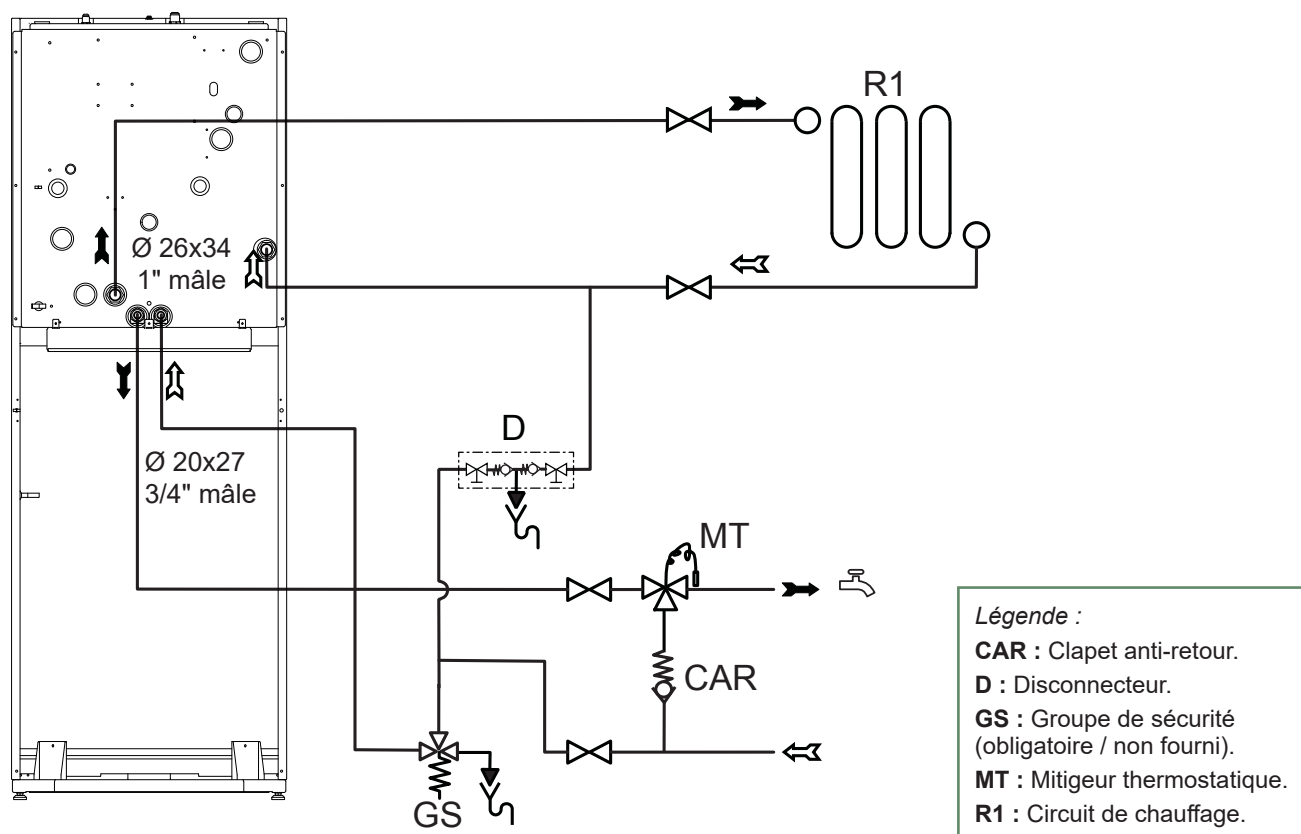 R1
Ø 26x34
1" mâle
D
Ø 20x27
3/4" mâle
MT
CAR
GS
Légende :
CAR : Clapet anti-retour.
D : Disconnecteur.
GS : Groupe de sécurité
(obligatoire / non fourni).
MT : Mitigeur thermostatique.
R1 : Circuit de chauffage.